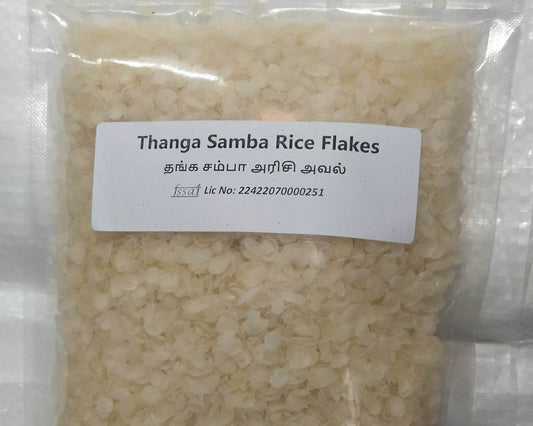 Thanga Samba Rice Flakes
தங்க சம்பா அரிசி அவல்
fssai Lic No: 22422070000251